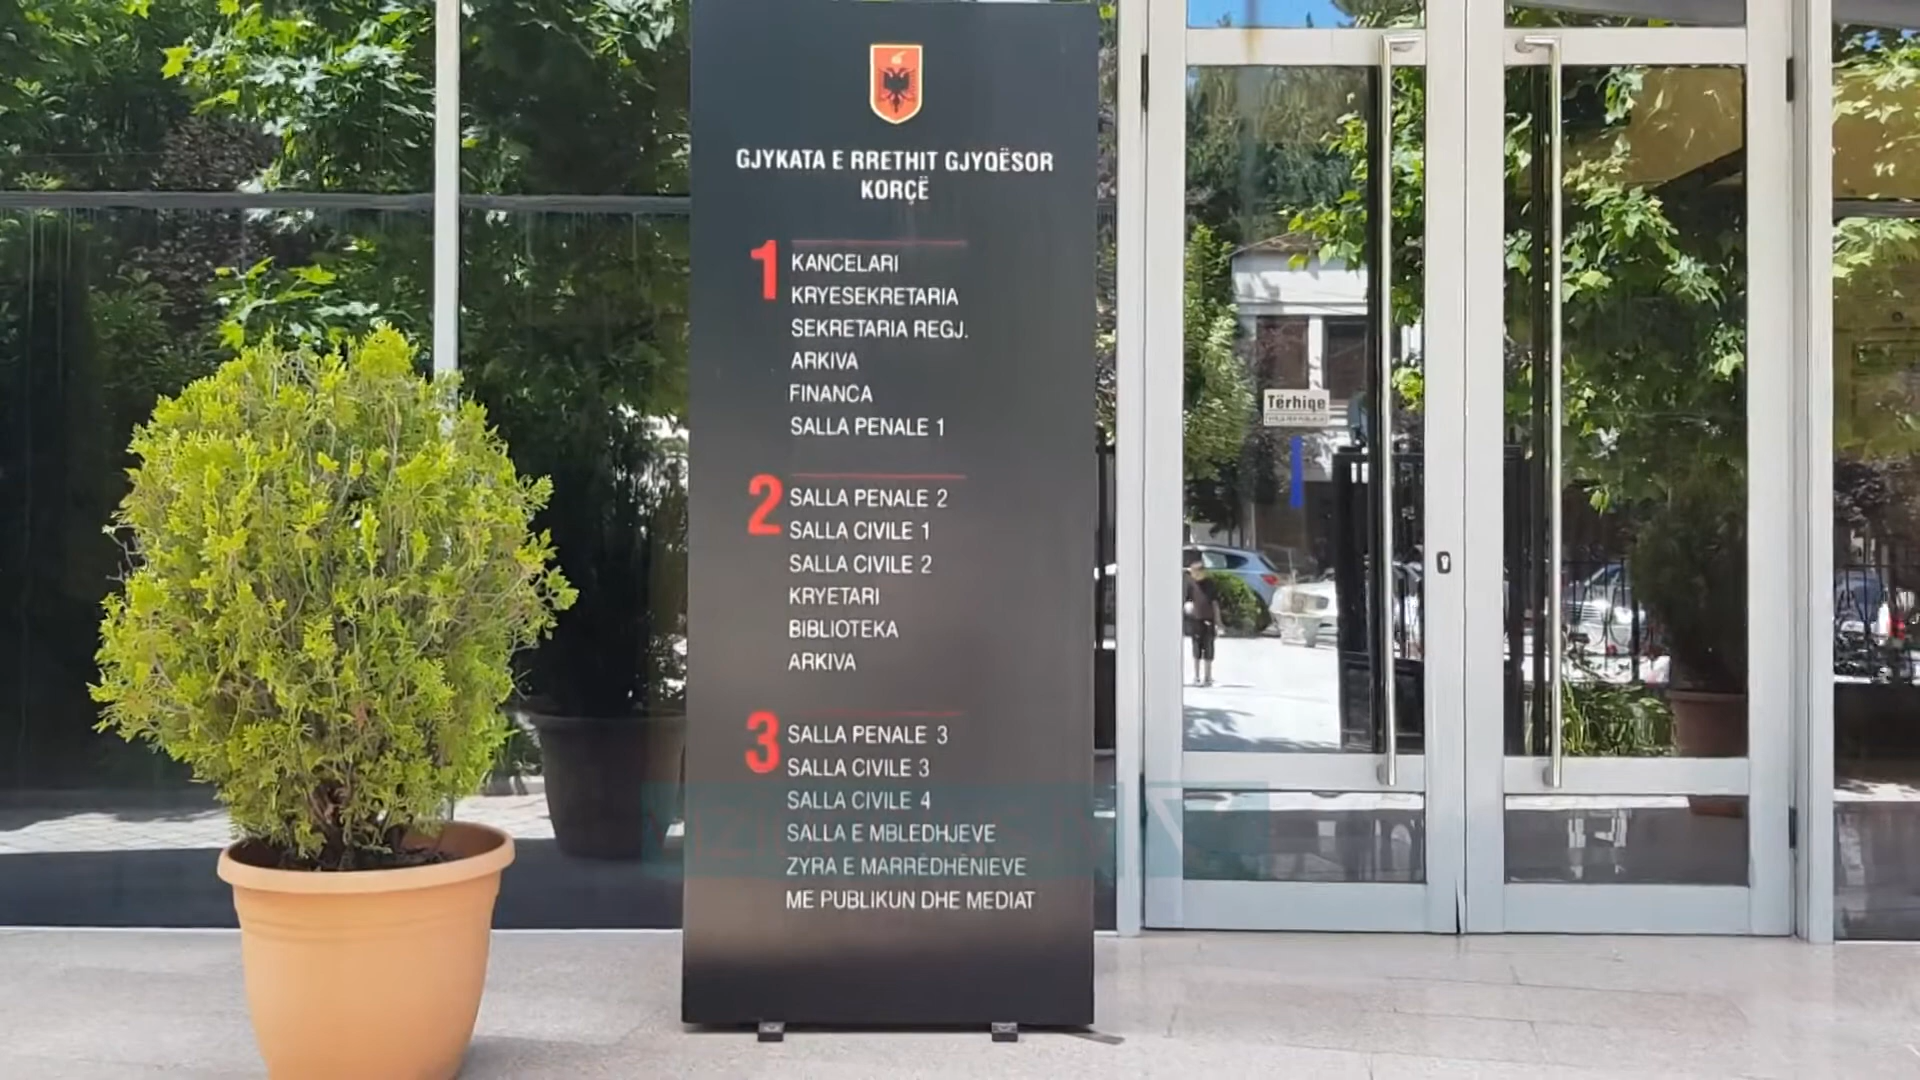 GJYKATA E RRETHIT GJYQËSOR
KORÇË
1
KANCELARI
KRYESEKRETARIA
SEKRETARIA REGJ.
ARKIVA
FINANCA
SALLA PENALE 1
2
SALLA PENALE 2
SALLA CIVILE 1
SALLA CIVILE 2
KRYETARI
BIBLIOTEKA
ARKIVA
3
SALLA PENALE 3
SALLA CIVILE 3
SALLA CIVILE 4
SALLA E MBLEDHJEVE
ZYRA E MARRËDHËNIEVE
ME PUBLIKUN DHE MEDIAT
Tërhiqe